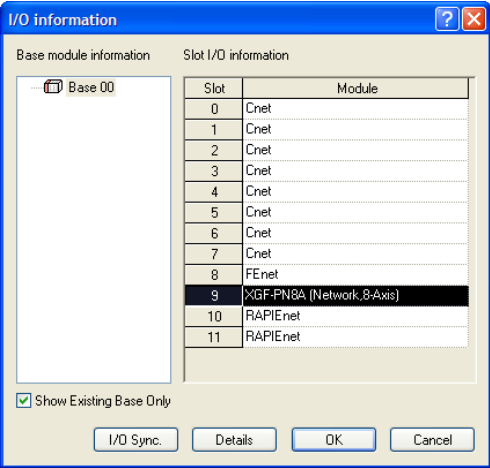 I/O information
Base module information
Slot I/O information
Base 00
Slot Module
0 Cnet
1 Cnet
2 Cnet
3 Cnet
4 Cnet
5 Cnet
6 Cnet
7 Cnet
8 FEnet
9 XGF-PN8A (Network,8-Axis)
10 RAPIEnet
11 RAPIEnet
Show Existing Base Only
I/O Sync. Details OK Cancel